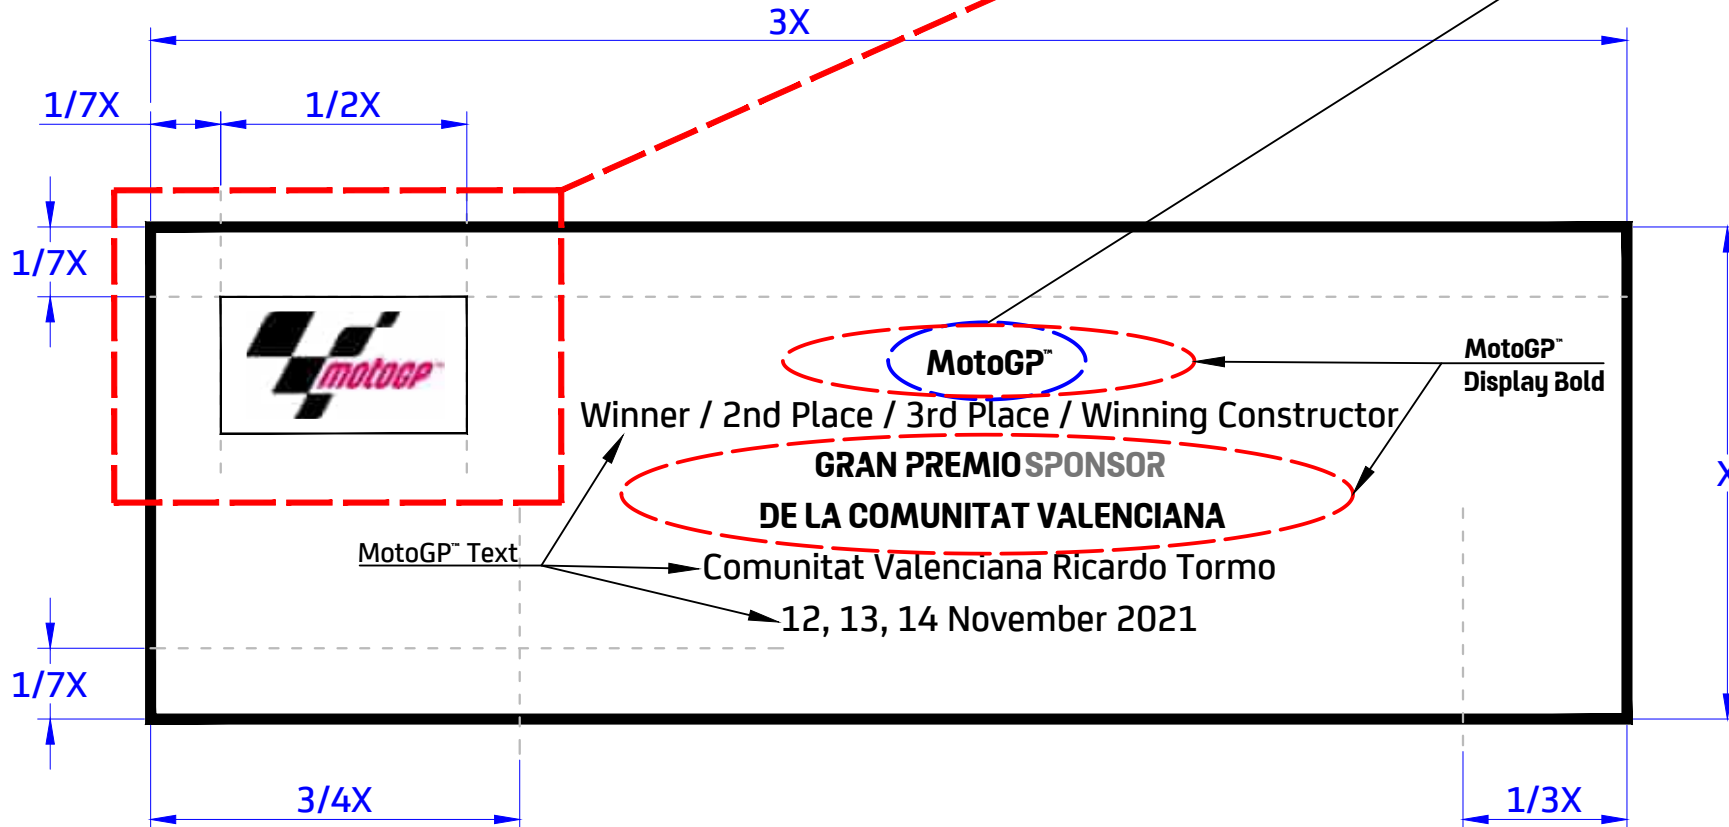 3X
1/7X
1/2X
1/7X
motoGP™
MotoGP™
MotoGP™
Display Bold
Winner / 2nd Place / 3rd Place / Winning Constructor
GRAN PREMIO SPONSOR
DE LA COMUNITAT VALENCIANA
X
MotoGP™ Text
Comunitat Valenciana Ricardo Tormo
12, 13, 14 November 2021
1/7X
3/4X
1/3X